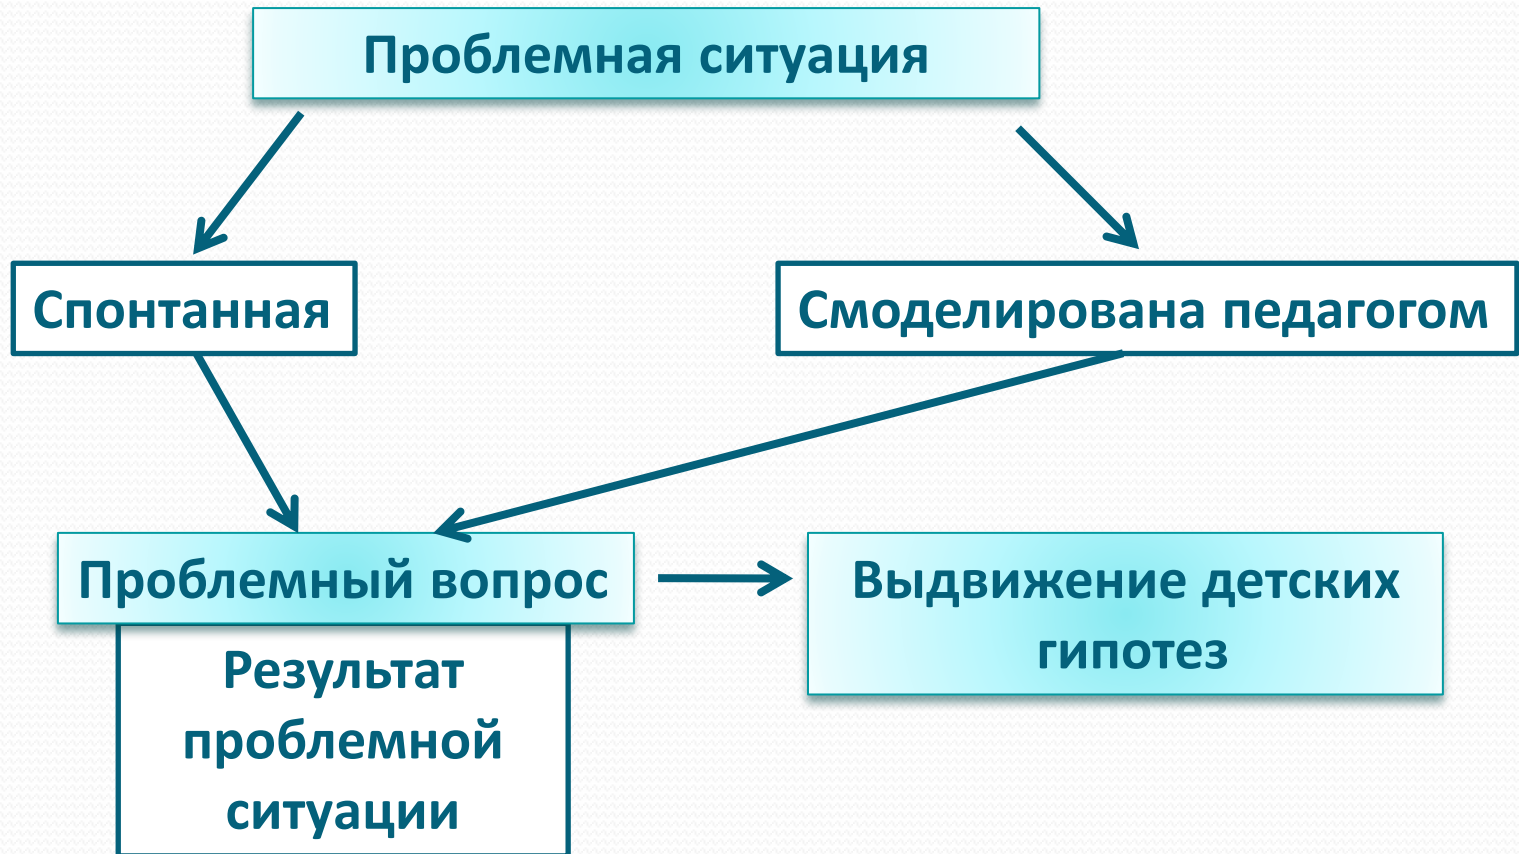 Проблемная ситуация
Спонтанная
Смоделирована педагогом
Проблемный вопрос
Выдвижение детских
гипотез
Результат
проблемной
ситуации